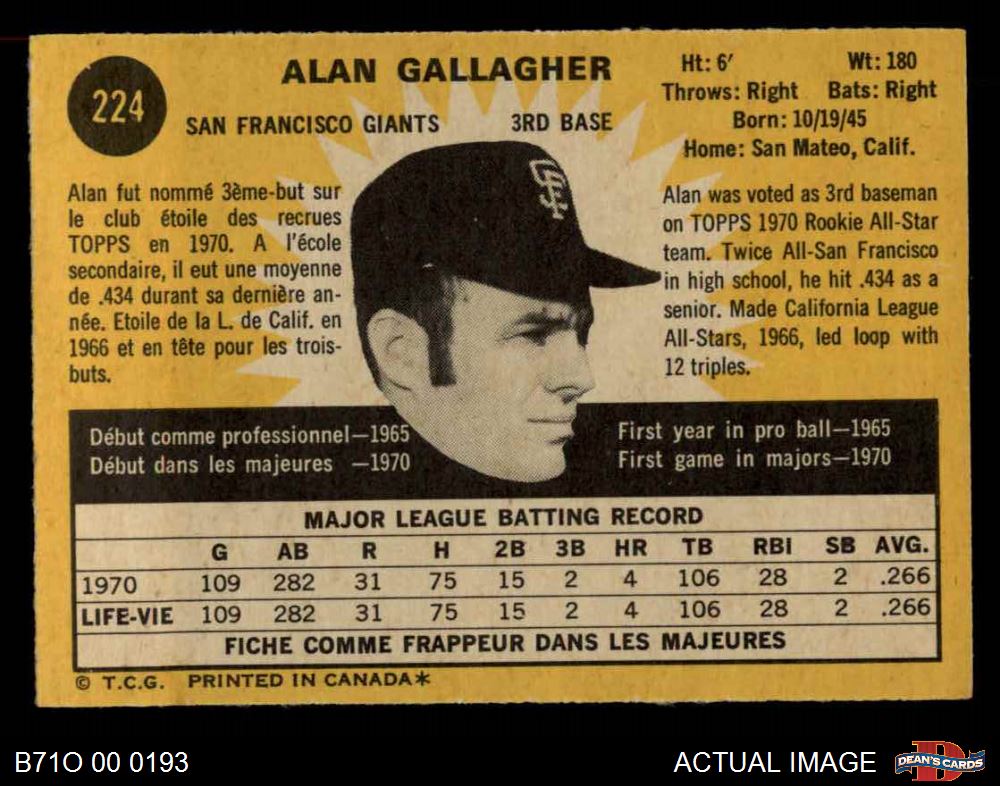 224
ALAN GALLAGHER
SAN FRANCISCO GIANTS 3RD BASE
Ht: 6′ Wt: 180
Throws: Right Bats: Right
Born: 10/19/45
Home: San Mateo, Calif.
Alan fut nommé 3ème-but sur
le club étoile des recrues
TOPPS en 1970. A l'école
secondaire, il eut une moyenne
de .434 durant sa dernière an-
née. Etoile de la L. de Calif. en
1966 et en tête pour les trois-
buts.
SF
Alan was voted as 3rd baseman
on TOPPS 1970 Rookie All-Star
team. Twice All-San Francisco
in high school, he hit .434 as a
senior. Made California League
All-Stars, 1966, led loop with
12 triples.
Début comme professionnel—1965
Début dans les majeures —1970
First year in pro ball—1965
First game in majors—1970
MAJOR LEAGUE BATTING RECORD
G AB R H 2B 3B HR TB RBI SB AVG.
1970 109 282 31 75 15 2 4 106 28 2 .266
LIFE-VIE 109 282 31 75 15 2 4 106 28 2 .266
FICHE COMME FRAPPEUR DANS LES MAJEURES
© T.C.G. PRINTED IN CANADA*
B71O 00 0193
ACTUAL IMAGE
DEAN'S CARDS